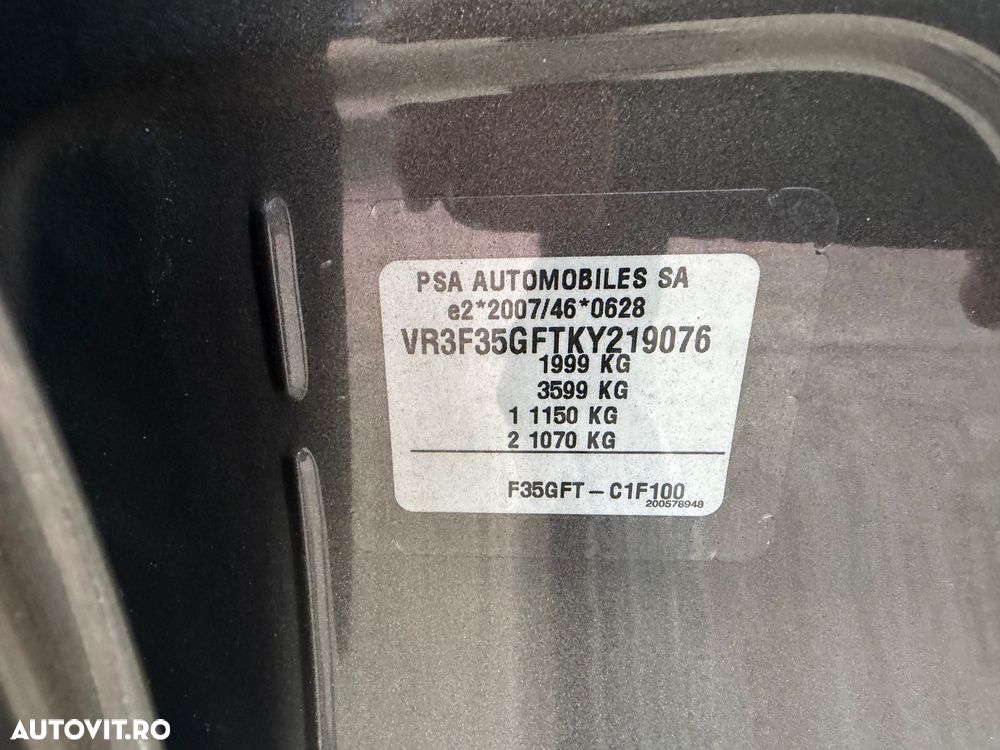 PSA AUTOMOBILES SA
e2*2007/46*0628
VR3F35GFTKY219076
1999 KG
3599 KG
1 1150 KG
2 1070 KG
F35GFT - C1F100
200578948
AUTOVIT.RO